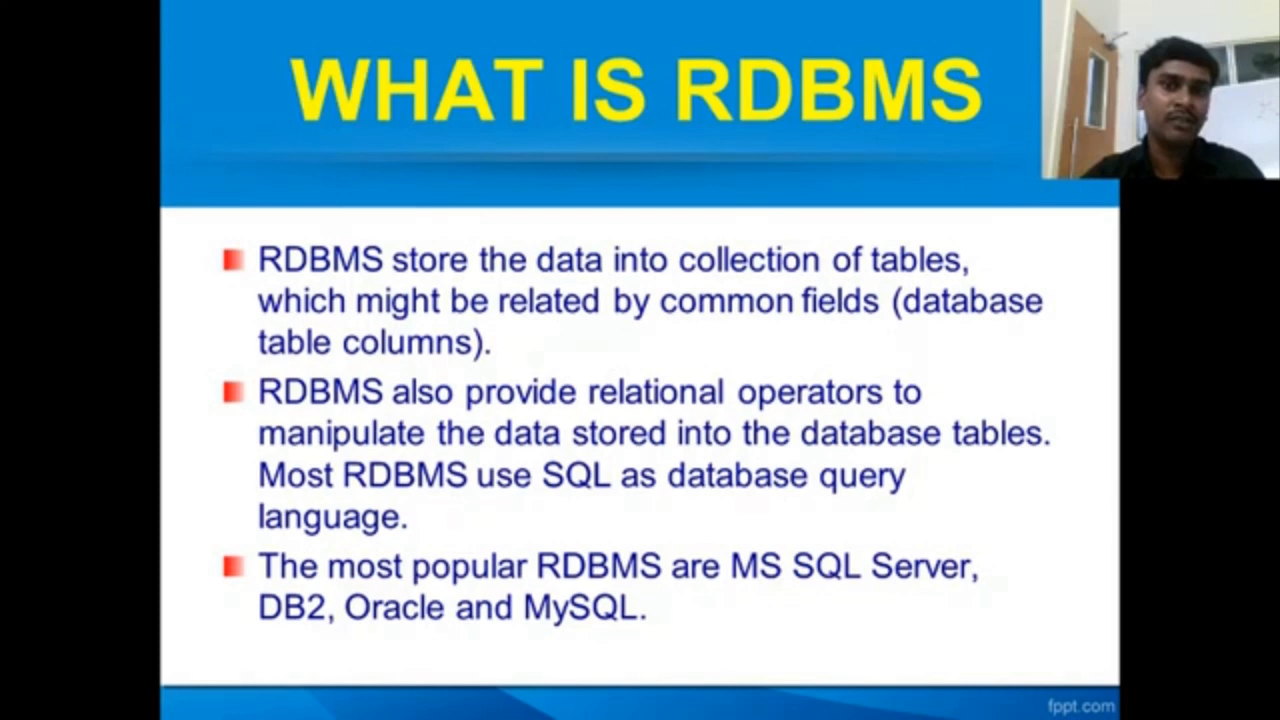 WHAT IS RDBMS
RDBMS store the data into collection of tables,
which might be related by common fields (database
table columns).
RDBMS also provide relational operators to
manipulate the data stored into the database tables.
Most RDBMS use SQL as database query
language.
The most popular RDBMS are MS SQL Server,
DB2, Oracle and MySQL.
fppt.com